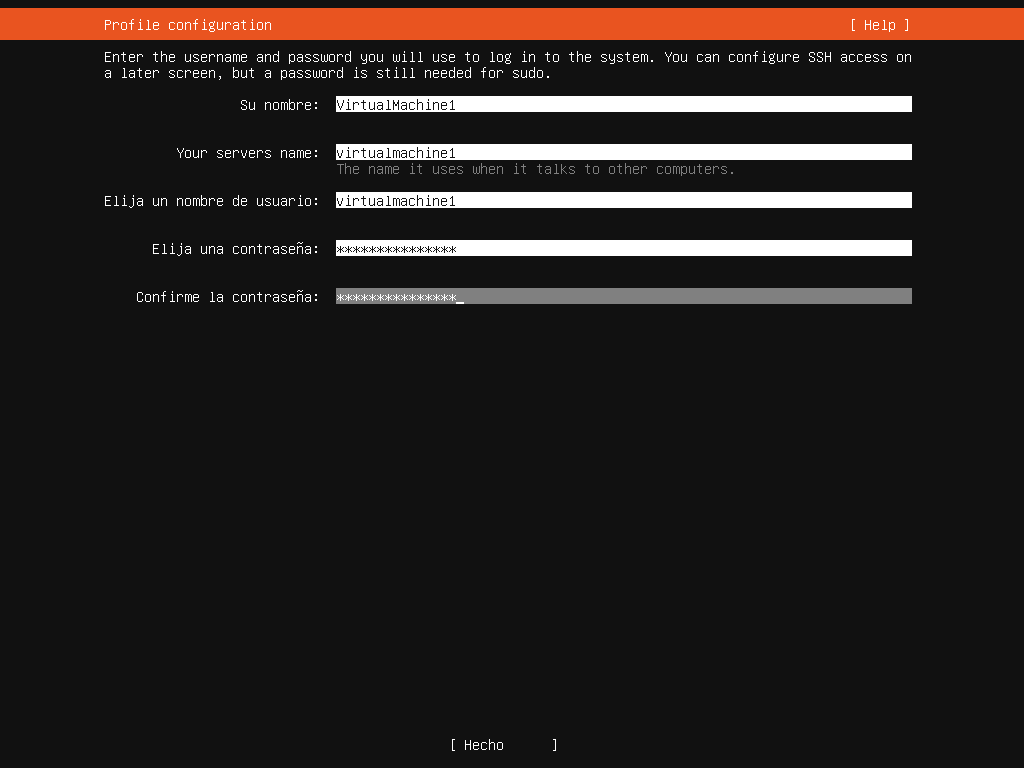 Profile configuration [ Help ]
Enter the username and password you will use to log in to the system. You can configure SSH access on
a later screen, but a password is still needed for sudo.
Su nombre: VirtualMachine1
Your servers name: virtualmachine1
The name it uses when it talks to other computers.
Elija un nombre de usuario: virtualmachine1
Elija una contraseña: ***************
Confirme la contraseña: ***************_
[ Hecho ]